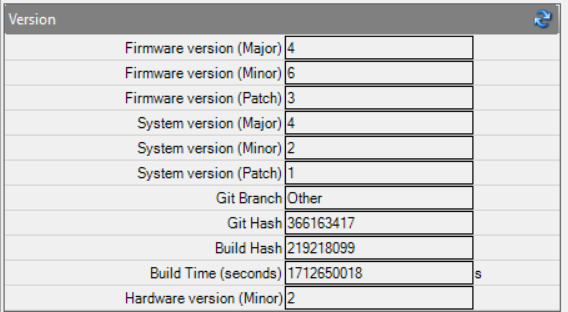 Version
Firmware version (Major) 4
Firmware version (Minor) 6
Firmware version (Patch) 3
System version (Major) 4
System version (Minor) 2
System version (Patch) 1
Git Branch Other
Git Hash 366163417
Build Hash 219218099
Build Time (seconds) 1712650018 s
Hardware version (Minor) 2